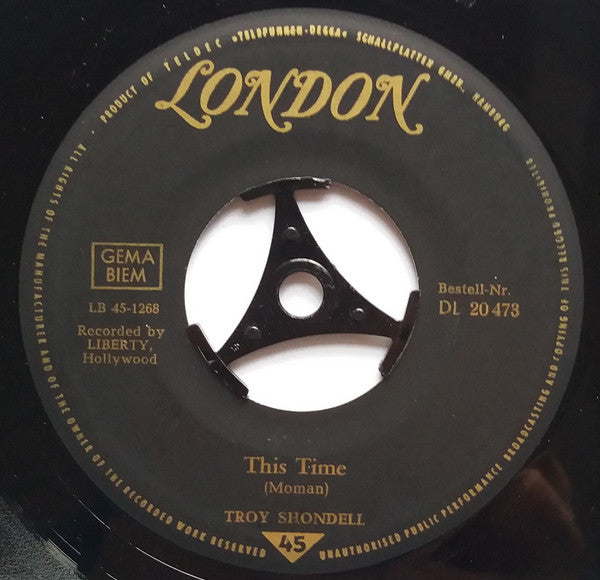 PRODUCT OF TELDEC »TELEFUNKEN-DECCA« SCHALLPLATTEN GMBH., HAMBURG
LONDON
GEMA
BIEM
LB 45-1268
Recorded by
LIBERTY,
Hollywood
Bestell-Nr.
DL 20 473
This Time
(Moman)
TROY SHONDELL
45
ALL RIGHTS OF THE MANUFACTURER AND OF THE OWNER OF THE RECORDED WORK RESERVED
UNAUTHORISED PUBLIC PERFORMANCE BROADCASTING AND COPYING OF THIS RECORD PROHIBITED